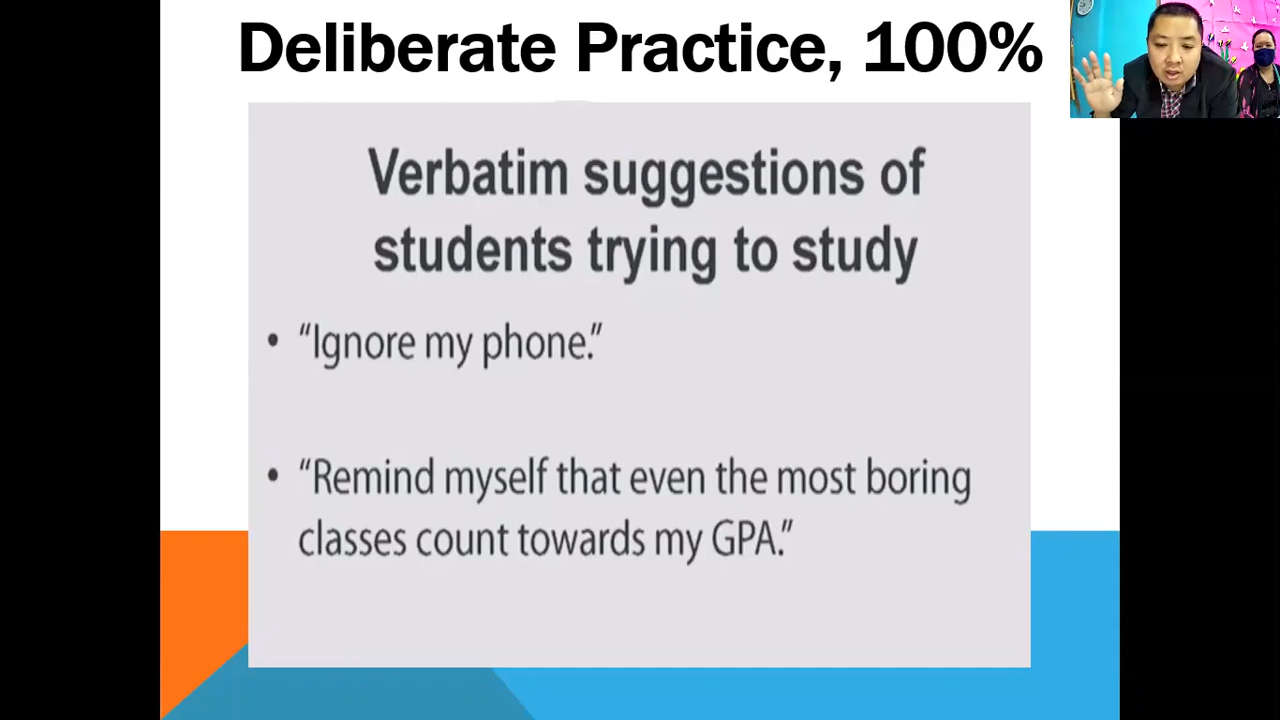 Deliberate Practice, 100%
Verbatim suggestions of
students trying to study
• “Ignore my phone.”
• “Remind myself that even the most boring
classes count towards my GPA.”